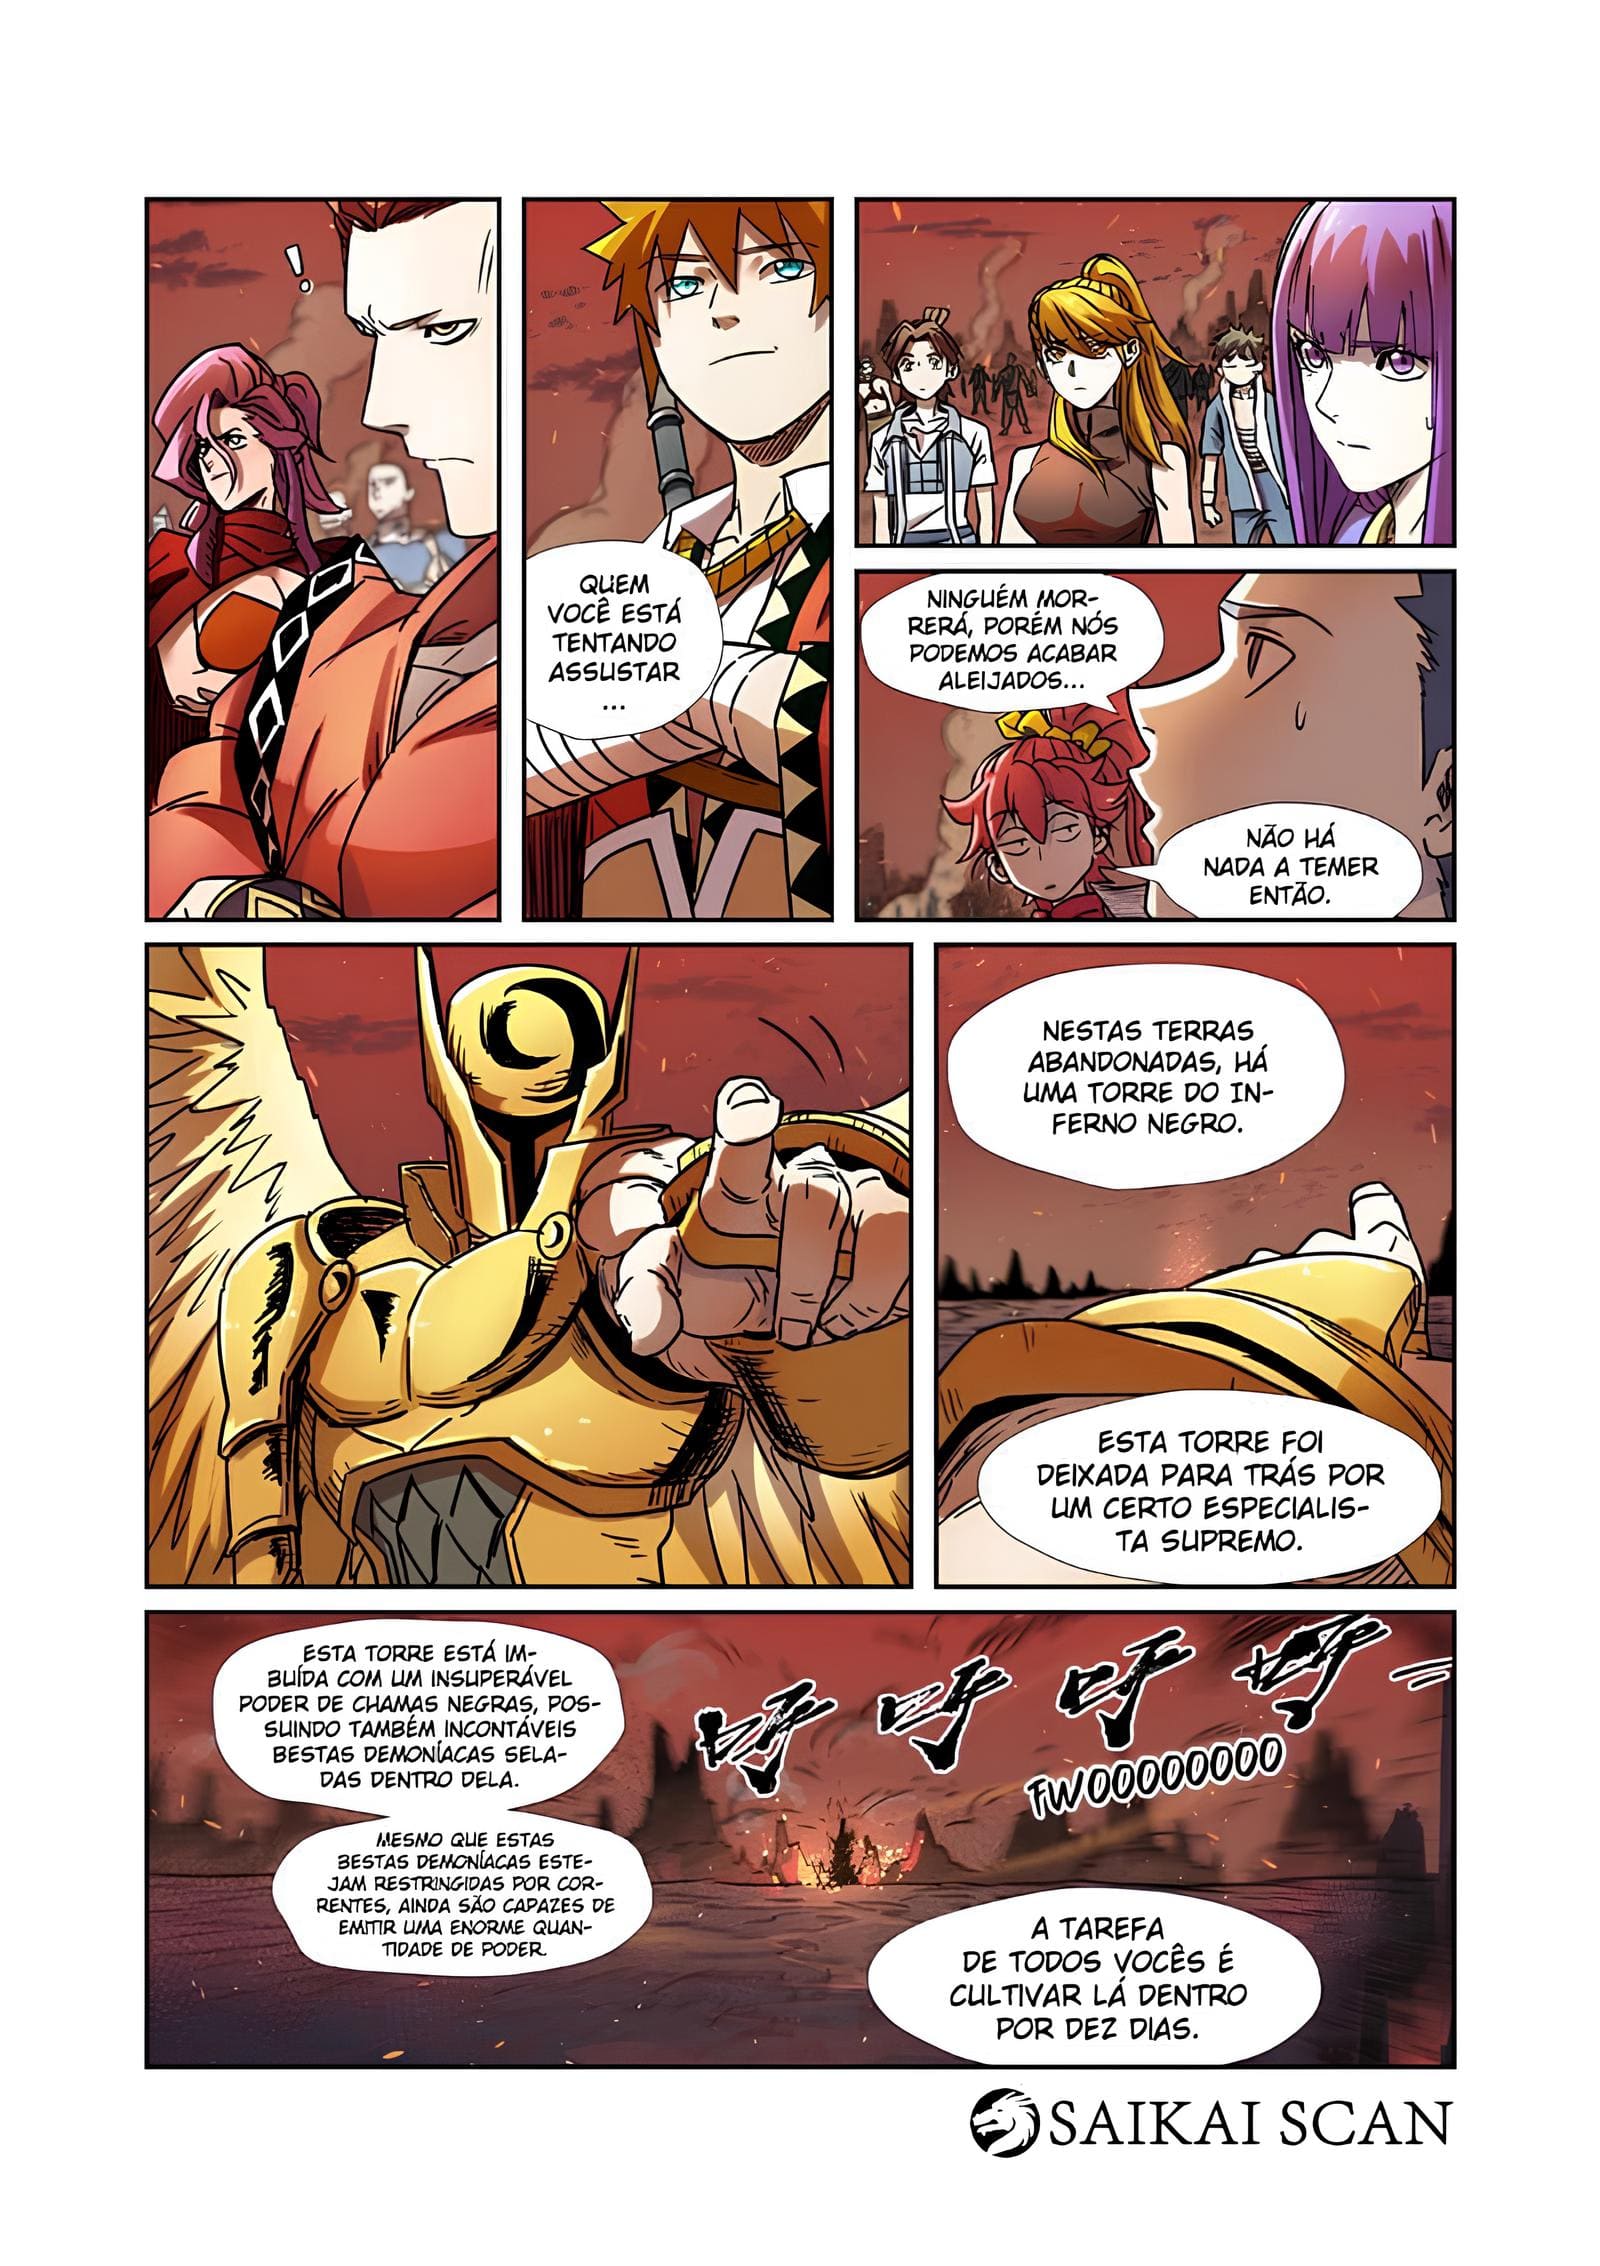 !
QUEM
VOCÊ ESTÁ
TENTANDO
ASSUSTAR
...
NINGUÉM MOR-
RERÁ, PORÉM NÓS
PODEMOS ACABAR
ALEIJADOS...
NÃO HÁ
NADA A TEMER
ENTÃO.
NESTAS TERRAS
ABANDONADAS, HÁ
UMA TORRE DO IN-
FERNO NEGRO.
ESTA TORRE FOI
DEIXADA PARA TRÁS POR
UM CERTO ESPECIALIS-
TA SUPREMO.
ESTA TORRE ESTÁ IM-
BUÍDA COM UM INSUPERÁVEL
PODER DE CHAMAS NEGRAS, POS-
SUINDO TAMBÉM INCONTÁVEIS
BESTAS DEMONÍACAS SELA-
DAS DENTRO DELA.
MESMO QUE ESTAS
BESTAS DEMONÍACAS ESTE-
JAM RESTRINGIDAS POR COR-
RENTES, AINDA SÃO CAPAZES DE
EMITIR UMA ENORME QUAN-
TIDADE DE PODER.
呼呼呼呼
FWOOOOOOOO
A TAREFA
DE TODOS VOCÊS É
CULTIVAR LÁ DENTRO
POR DEZ DIAS.
SAIKAI SCAN